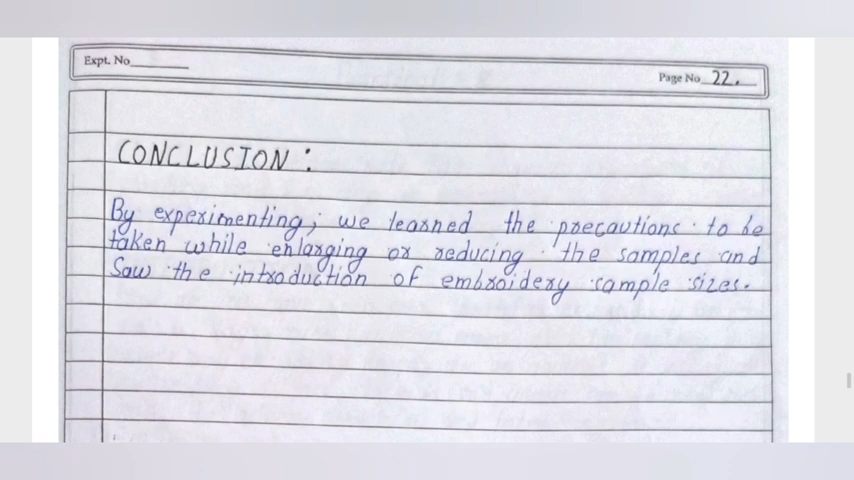 Expt. No
Page No 22.
CONCLUSION :
By experimenting, we learned the precautions to be
taken while enlarging or reducing the samples and
Saw the introduction of embroidery sample sizes.